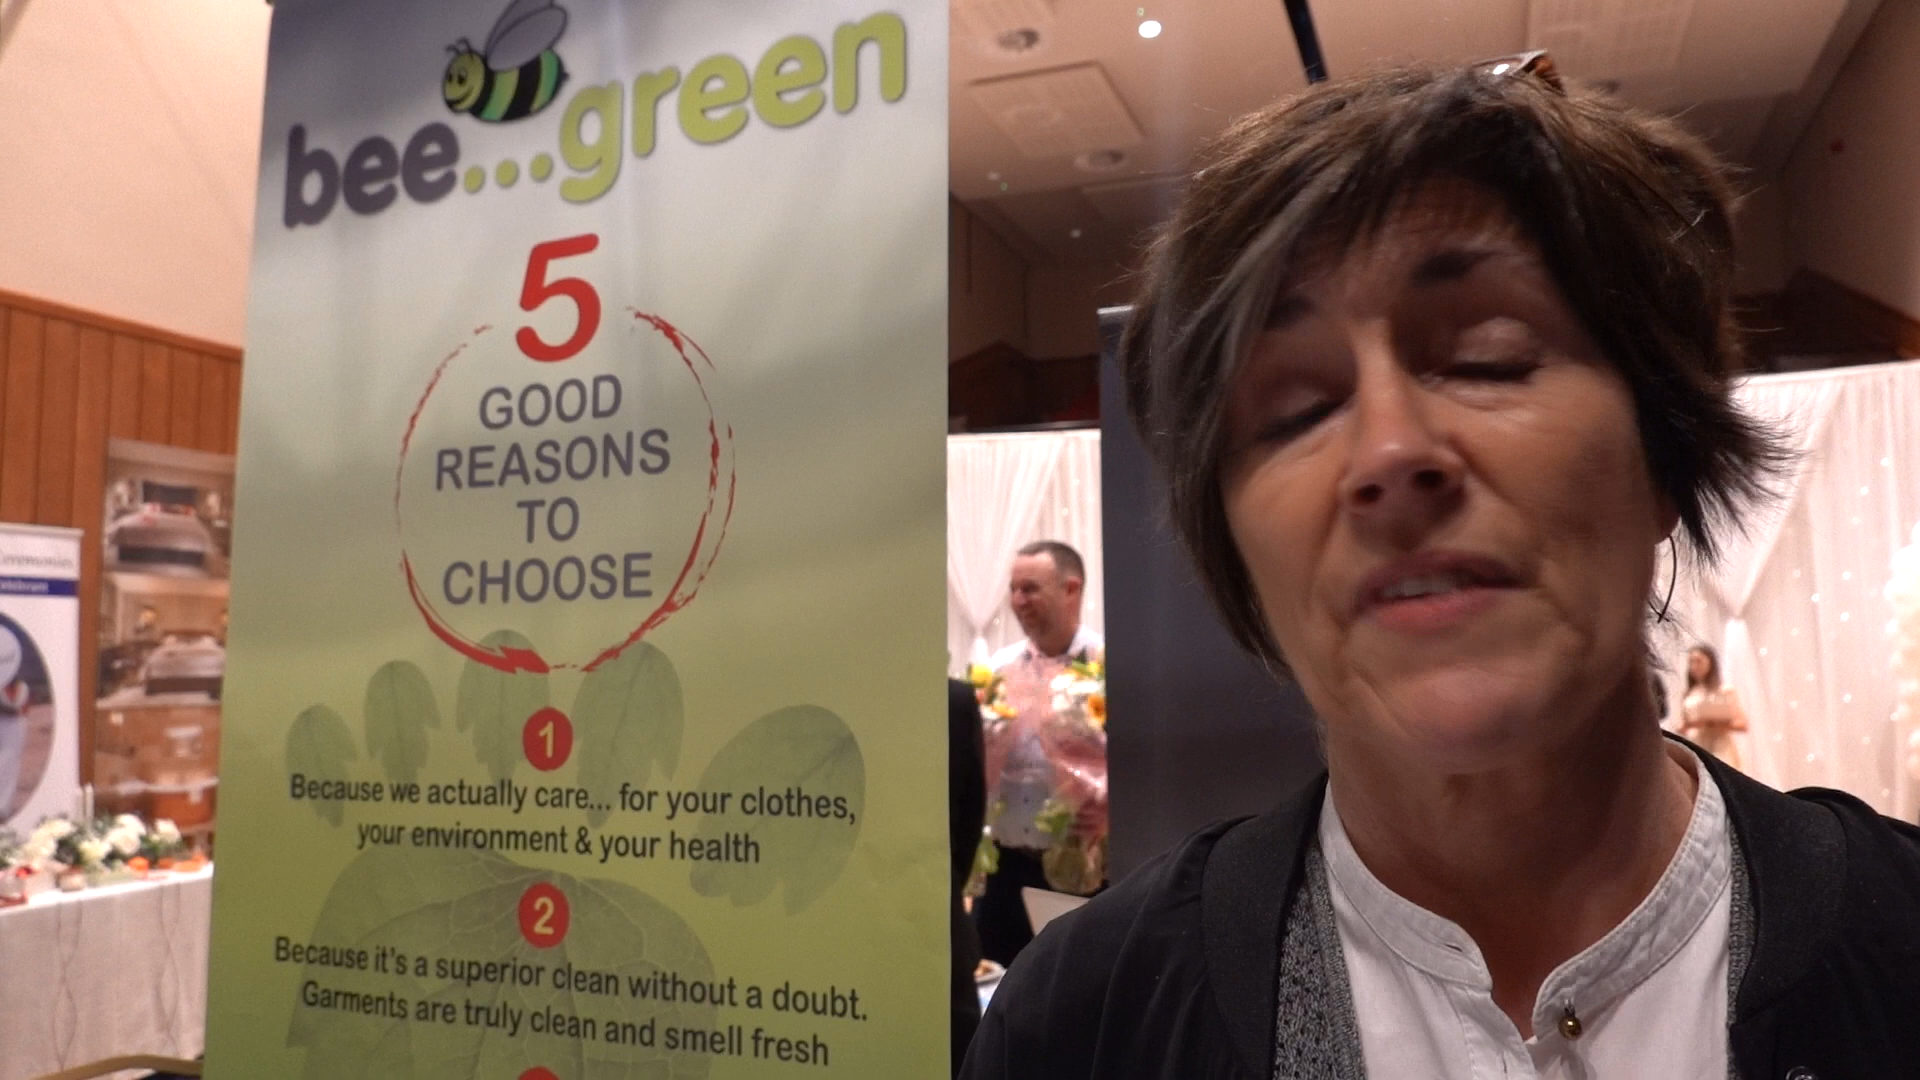 bee...green
5
GOOD
REASONS
TO
CHOOSE
1
Because we actually care... for your clothes,
your environment & your health
2
Because it's a superior clean without a doubt.
Garments are truly clean and smell fresh
Ceremonies